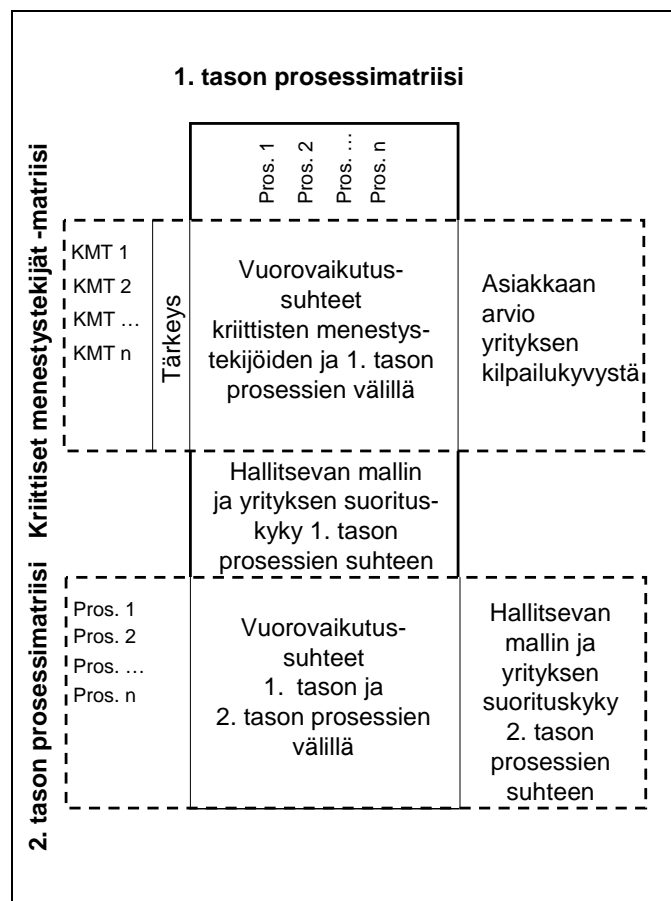 1. tason prosessimatriisi
Kriittiset menestystekijät -matriisi
2. tason prosessimatriisi
Pros. 1
Pros. 2
Pros. …
Pros. n
KMT 1
KMT 2
KMT …
KMT n
Tärkeys
Vuorovaikutus-
suhteet
kriittisten menestys-
tekijöiden ja 1. tason
prosessien välillä
Asiakkaan
arvio
yrityksen
kilpailukyvystä
Hallitsevan mallin
ja yrityksen suoritus-
kyky 1. tason
prosessien suhteen
Pros. 1
Pros. 2
Pros. …
Pros. n
Vuorovaikutus-
suhteet
1. tason ja
2. tason prosessien
välillä
Hallitsevan
mallin ja
yrityksen
suorituskyky
2. tason
prosessien
suhteen